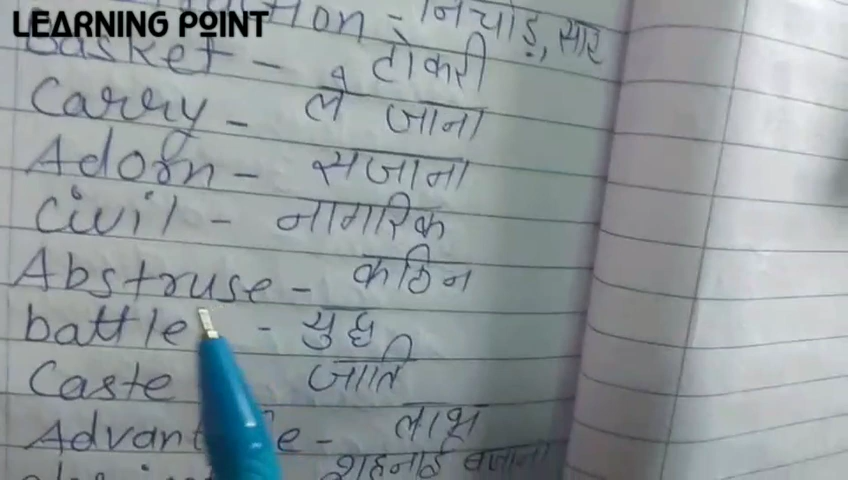 LEARNING POINT
निचोड़, सार
Basket - टोकरी
Carry - ले जाना
Adorn - सजाना
Civil - नागरिक
Abstruse - कठिन
battle - युध
Caste जाति
लाभ
शहनाई बजाना